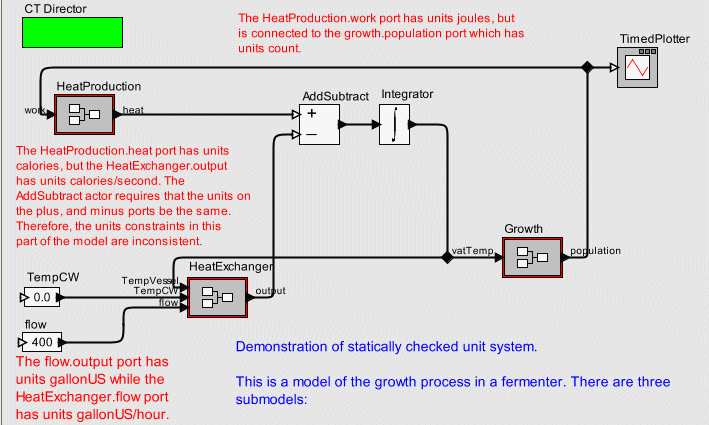 CT Director
The HeatProduction.work port has units joules, but
is connected to the growth.population port which has
units count.
TimedPlotter
HeatProduction
work
heat
AddSubtract
+
–
Integrator
∫
The HeatProduction.heat port has units
calories, but the HeatExchanger.output
has units calories/second. The
AddSubtract actor requires that the units on
the plus, and minus ports be the same.
Therefore, the units constraints in this
part of the model are inconsistent.
Growth
vatTemp
population
HeatExchanger
TempVessel
TempCW
flow
output
TempCW
0.0
flow
400
The flow.output port has
units gallonUS while the
HeatExchanger.flow port
has units gallonUS/hour.
Demonstration of statically checked unit system.
This is a model of the growth process in a fermenter. There are three
submodels: